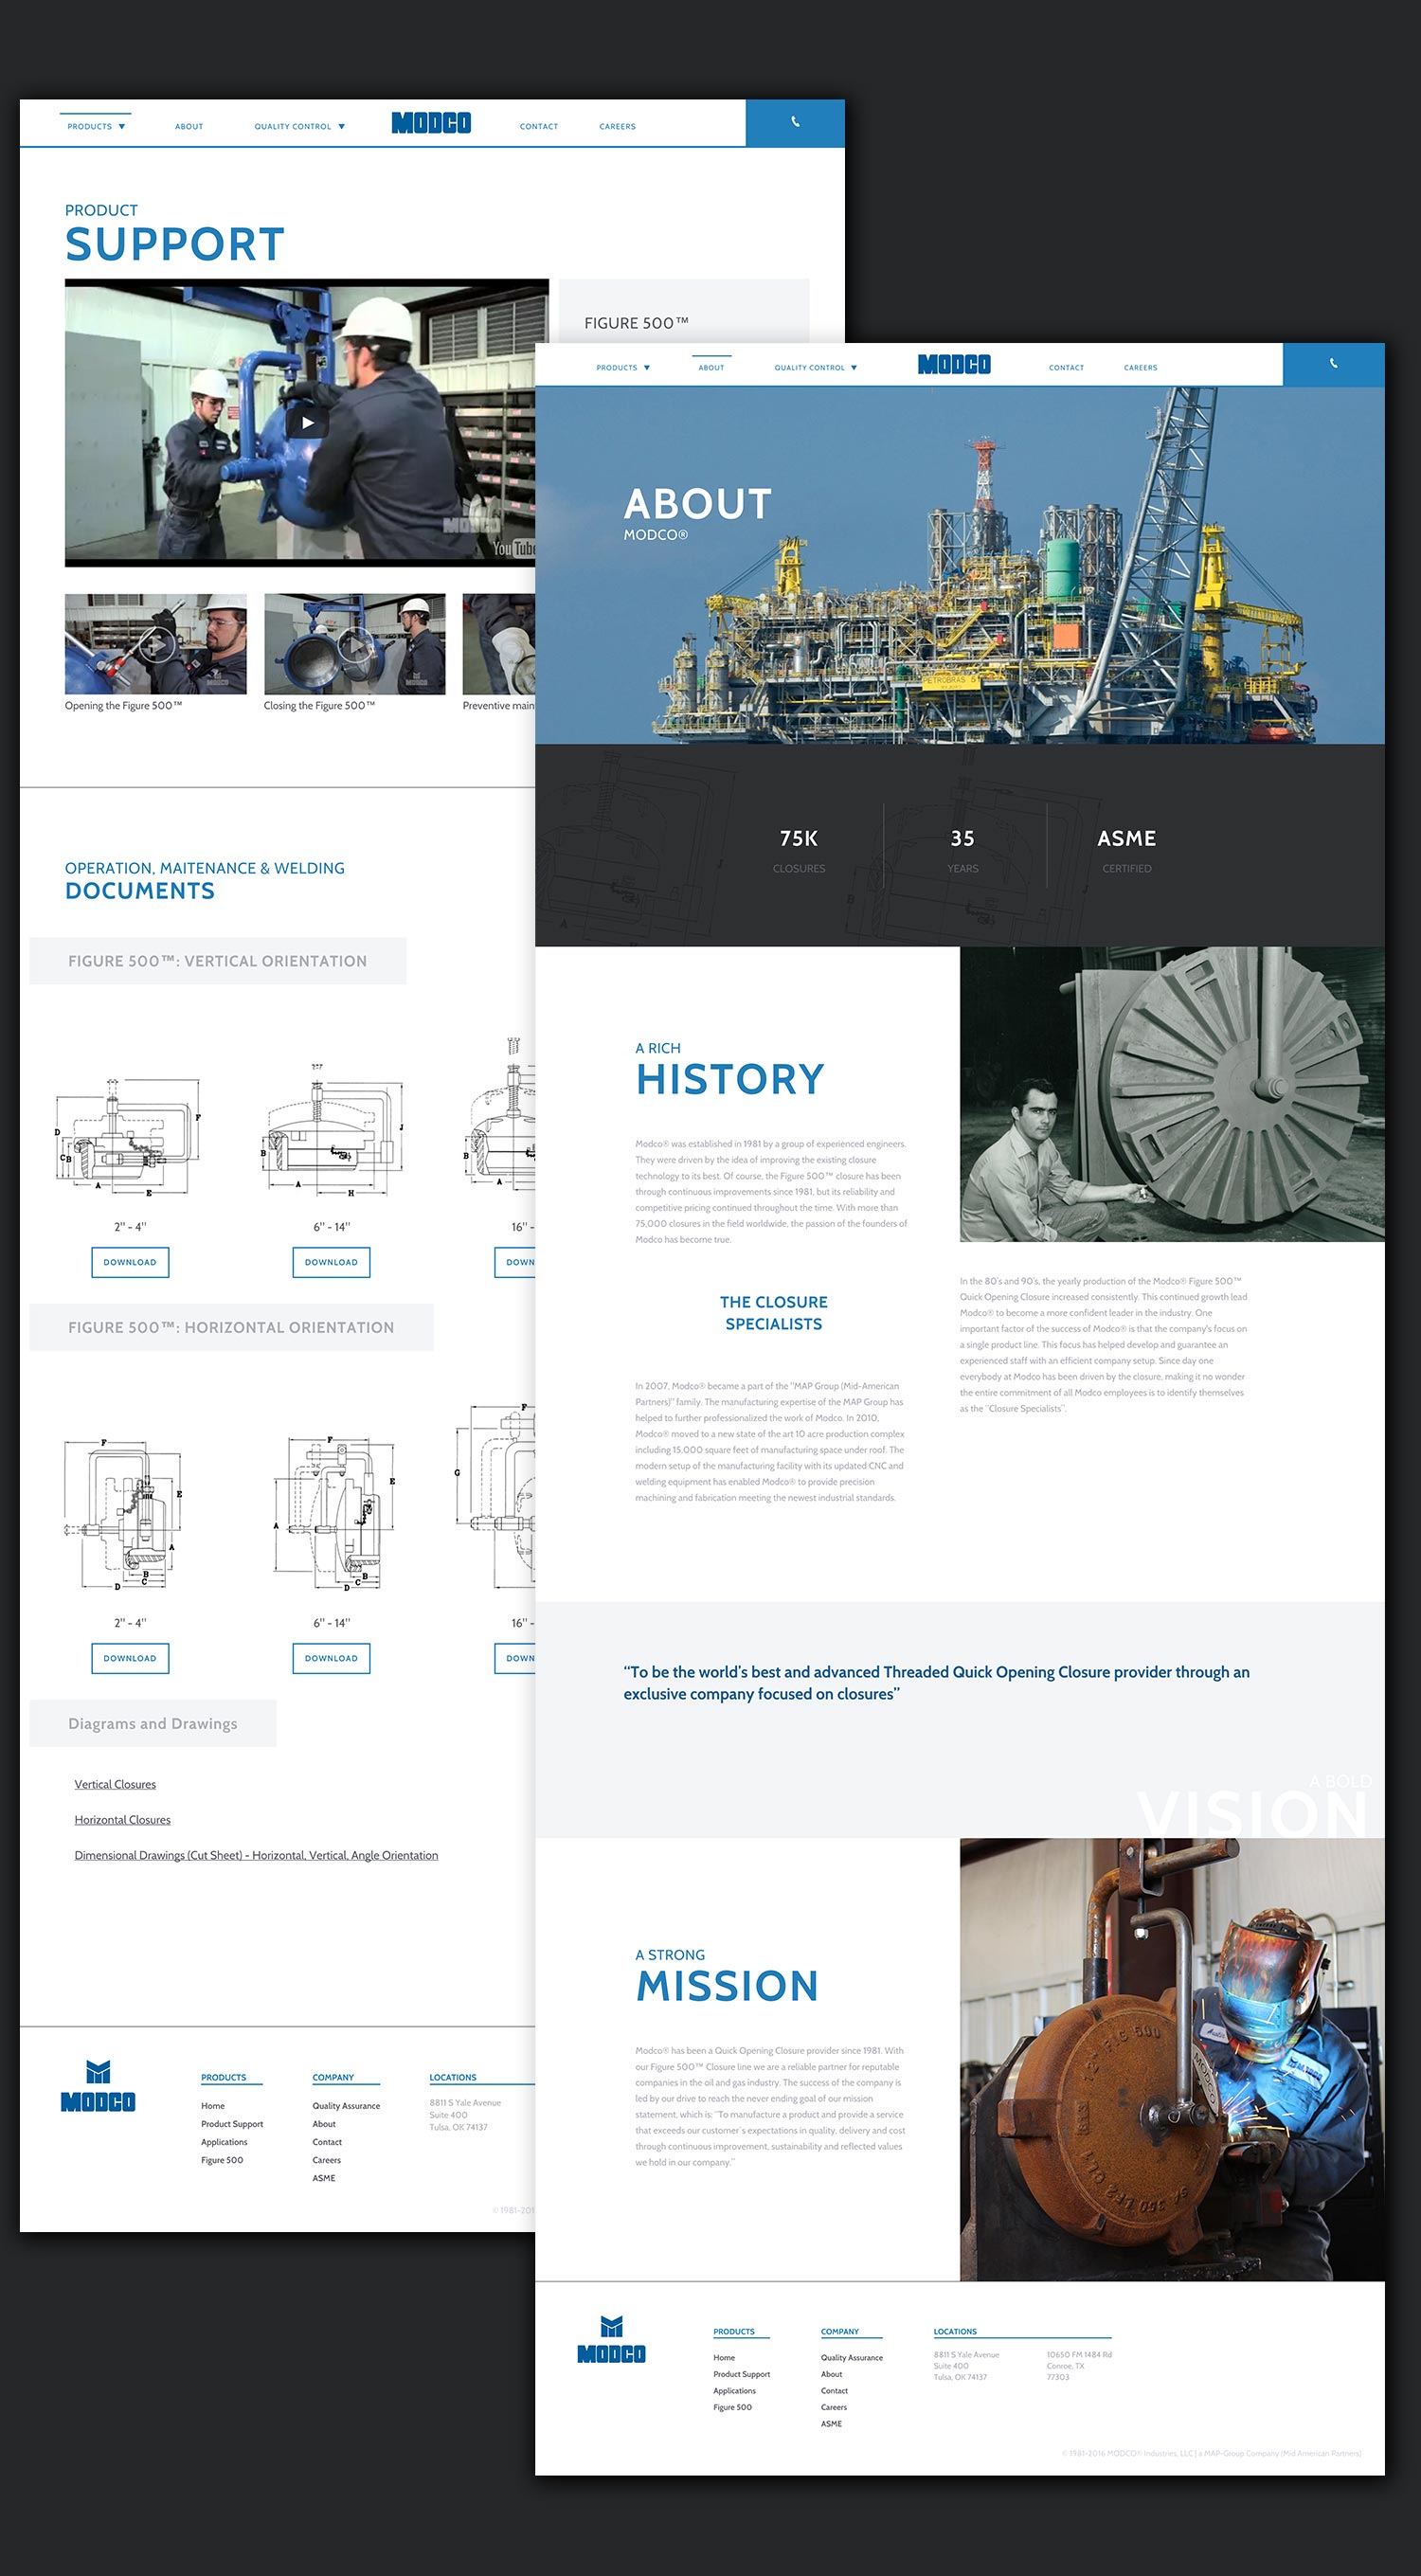 PRODUCTS ▼ ABOUT QUALITY CONTROL ▼ MODCO CONTACT CAREERS
PRODUCT
SUPPORT
FIGURE 500™
MODCO
YouTube
MODCO
MODCO
Opening the Figure 500™
Closing the Figure 500™
Preventive main
OPERATION, MAITENANCE & WELDING
DOCUMENTS
FIGURE 500™: VERTICAL ORIENTATION
D C B A E F
B A H J
B A
2" - 4"
6" - 14"
16" -
DOWNLOAD
DOWNLOAD
DOWN
FIGURE 500™: HORIZONTAL ORIENTATION
F E A B C D
F E A B C D
F G
2" - 4"
6" - 14"
16" -
DOWNLOAD
DOWNLOAD
DOWN
Diagrams and Drawings
Vertical Closures
Horizontal Closures
Dimensional Drawings (Cut Sheet) - Horizontal, Vertical, Angle Orientation
MODCO
PRODUCTS
Home
Product Support
Applications
Figure 500
COMPANY
Quality Assurance
About
Contact
Careers
ASME
LOCATIONS
8811 S Yale Avenue
Suite 400
Tulsa, OK 74137
© 1981-201
PRODUCTS ▼ ABOUT QUALITY CONTROL ▼ MODCO CONTACT CAREERS
ABOUT
MODCO®
PETROBRAS
75K
CLOSURES
35
YEARS
ASME
CERTIFIED
A RICH
HISTORY
Modco® was established in 1981 by a group of experienced engineers.
They were driven by the idea of improving the existing closure
technology to its best. Of course, the Figure 500™ closure has been
through continuous improvements since 1981, but its reliability and
competitive pricing continued throughout the time. With more than
75,000 closures in the field worldwide, the passion of the founders of
Modco has become true.
THE CLOSURE
SPECIALISTS
In 2007, Modco® became a part of the "MAP Group (Mid-American
Partners)" family. The manufacturing expertise of the MAP Group has
helped to further professionalized the work of Modco. In 2010,
Modco® moved to a new state of the art 10 acre production complex
including 15,000 square feet of manufacturing space under roof. The
modern setup of the manufacturing facility with its updated CNC and
welding equipment has enabled Modco® to provide precision
machining and fabrication meeting the newest industrial standards.
In the 80's and 90's, the yearly production of the Modco® Figure 500™
Quick Opening Closure increased consistently. This continued growth lead
Modco® to become a more confident leader in the industry. One
important factor of the success of Modco® is that the company's focus on
a single product line. This focus has helped develop and guarantee an
experienced staff with an efficient company setup. Since day one
everybody at Modco has been driven by the closure, making it no wonder
the entire commitment of all Modco employees is to identify themselves
as the "Closure Specialists".
“To be the world's best and advanced Threaded Quick Opening Closure provider through an
exclusive company focused on closures”
A BOLD
VISION
A STRONG
MISSION
Modco® has been a Quick Opening Closure provider since 1981. With
our Figure 500™ Closure line we are a reliable partner for reputable
companies in the oil and gas industry. The success of the company is
led by our drive to reach the never ending goal of our mission
statement, which is: "To manufacture a product and provide a service
that exceeds our customer's expectations in quality, delivery and cost
through continuous improvement, sustainability and reflected values
we hold in our company."
MODCO
MODCO
MODCO
PRODUCTS
Home
Product Support
Applications
Figure 500
COMPANY
Quality Assurance
About
Contact
Careers
ASME
LOCATIONS
8811 S Yale Avenue
Suite 400
Tulsa, OK 74137
10650 FM 1484 Rd
Conroe, TX
77303
© 1981-2016 MODCO® Industries, LLC | a MAP-Group Company (Mid American Partners)